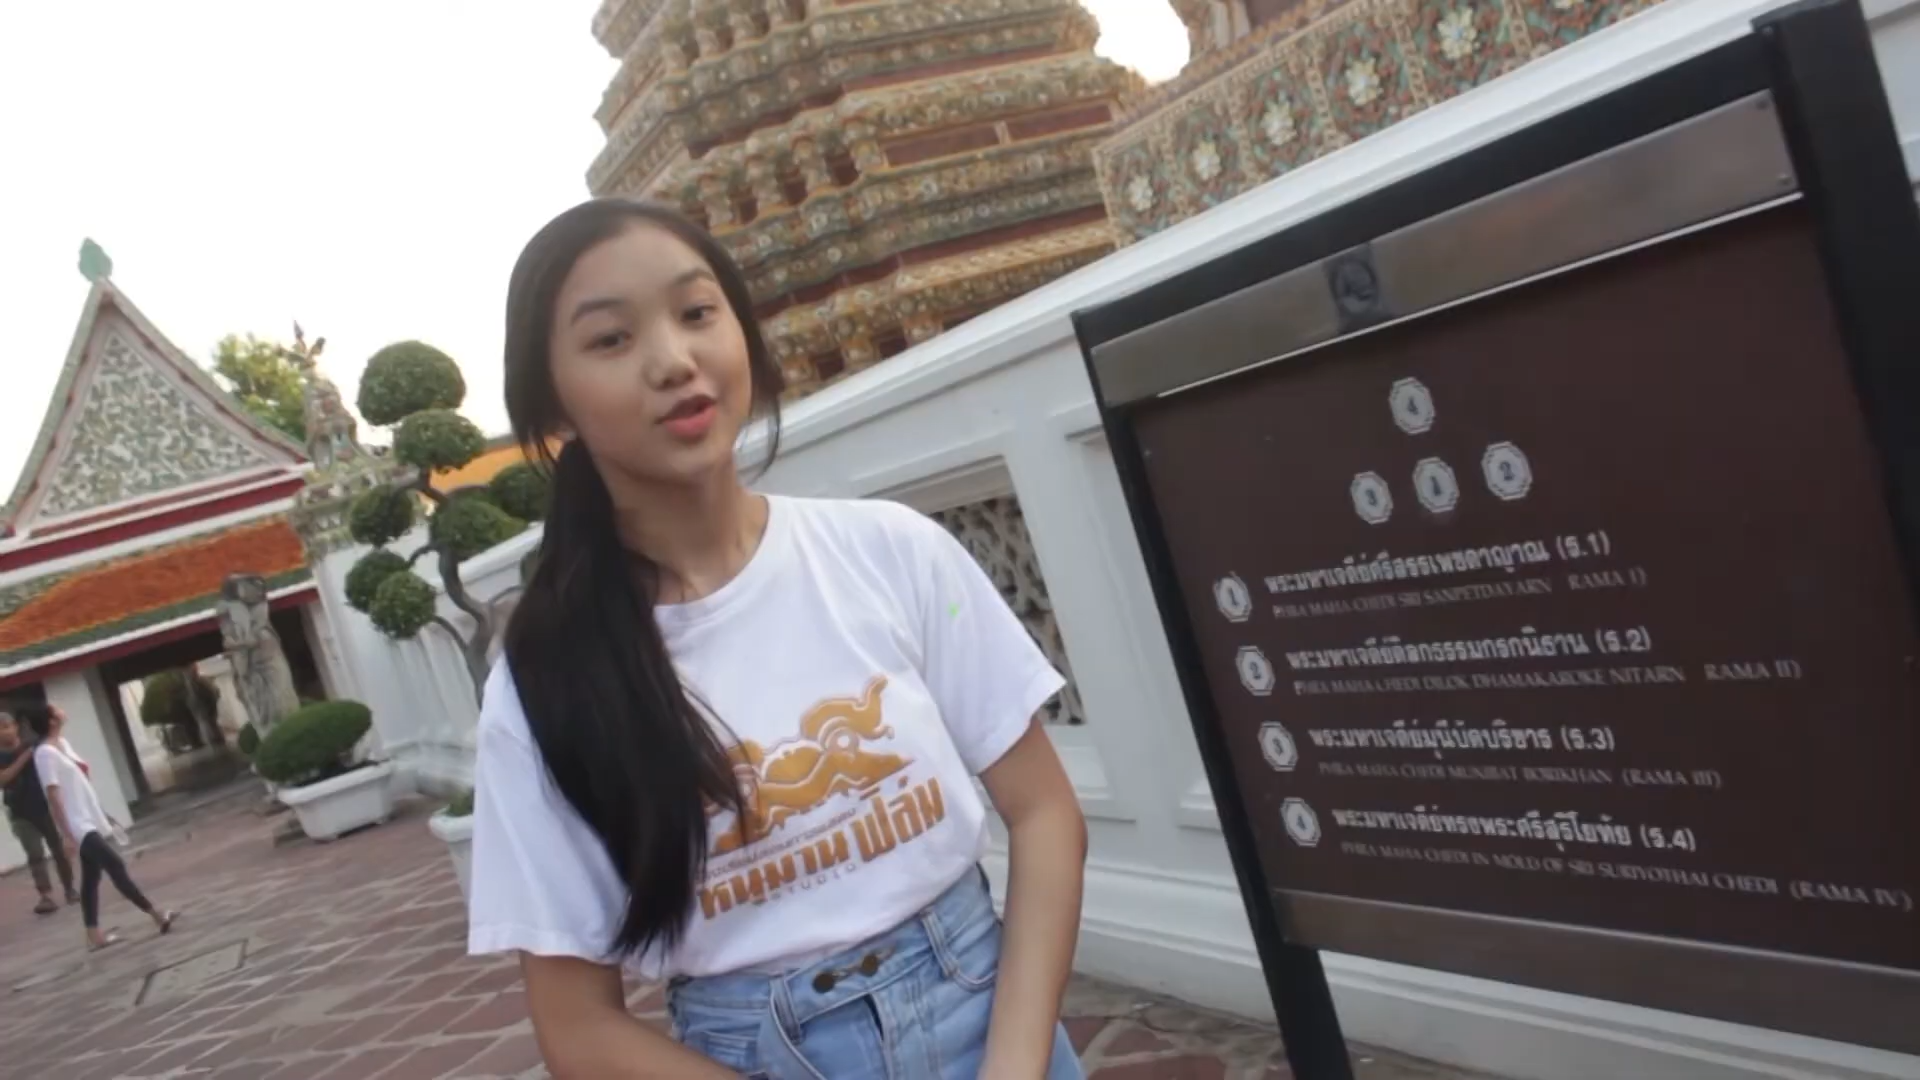 4
3 1 2
1 พระมหาเจดีย์ศรีสรรเพชดาญาณ (ร.1)
PHRA MAHA CHEDI SRI SANPETDAYARN RAMA I)
2 พระมหาเจดีย์ดิลกธรรมกรกนิธาน (ร.2)
PHRA MAHA CHEDI DILOK DHAMAKAROKE NITARN RAMA II)
3 พระมหาเจดีย์มุนีบัตบริขาร (ร.3)
PHRA MAHA CHEDI MUNIBAT BORIKHAN (RAMA III)
4 พระมหาเจดีย์ทรงพระศรีสุริโยทัย (ร.4)
PHRA MAHA CHEDI IN MOLD OF SRI SURIYOTHAI CHEDI (RAMA IV)
หนุมาน ฟิล์ม
STUDIO